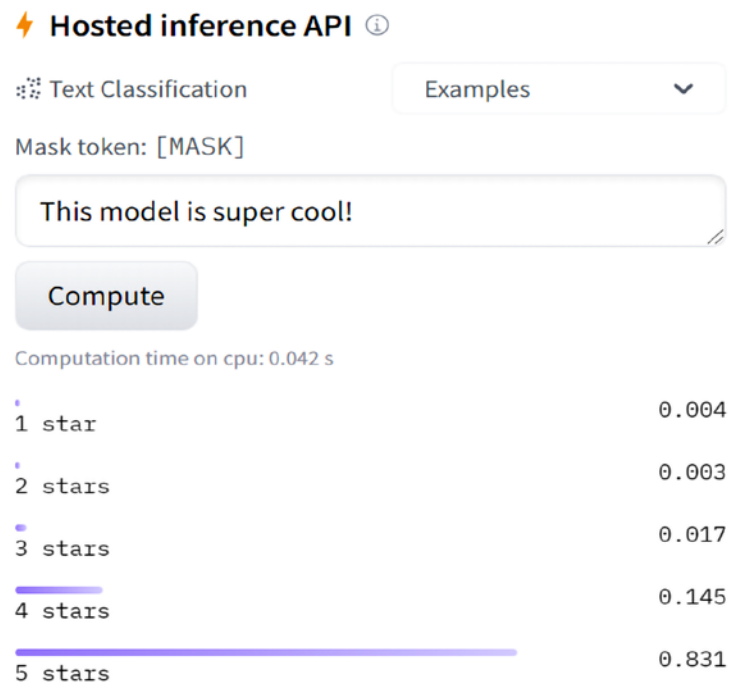 Hosted inference API
Text Classification
Examples
Mask token: [MASK]
This model is super cool!
Compute
Computation time on cpu: 0.042 s
1 star 0.004
2 stars 0.003
3 stars 0.017
4 stars 0.145
5 stars 0.831